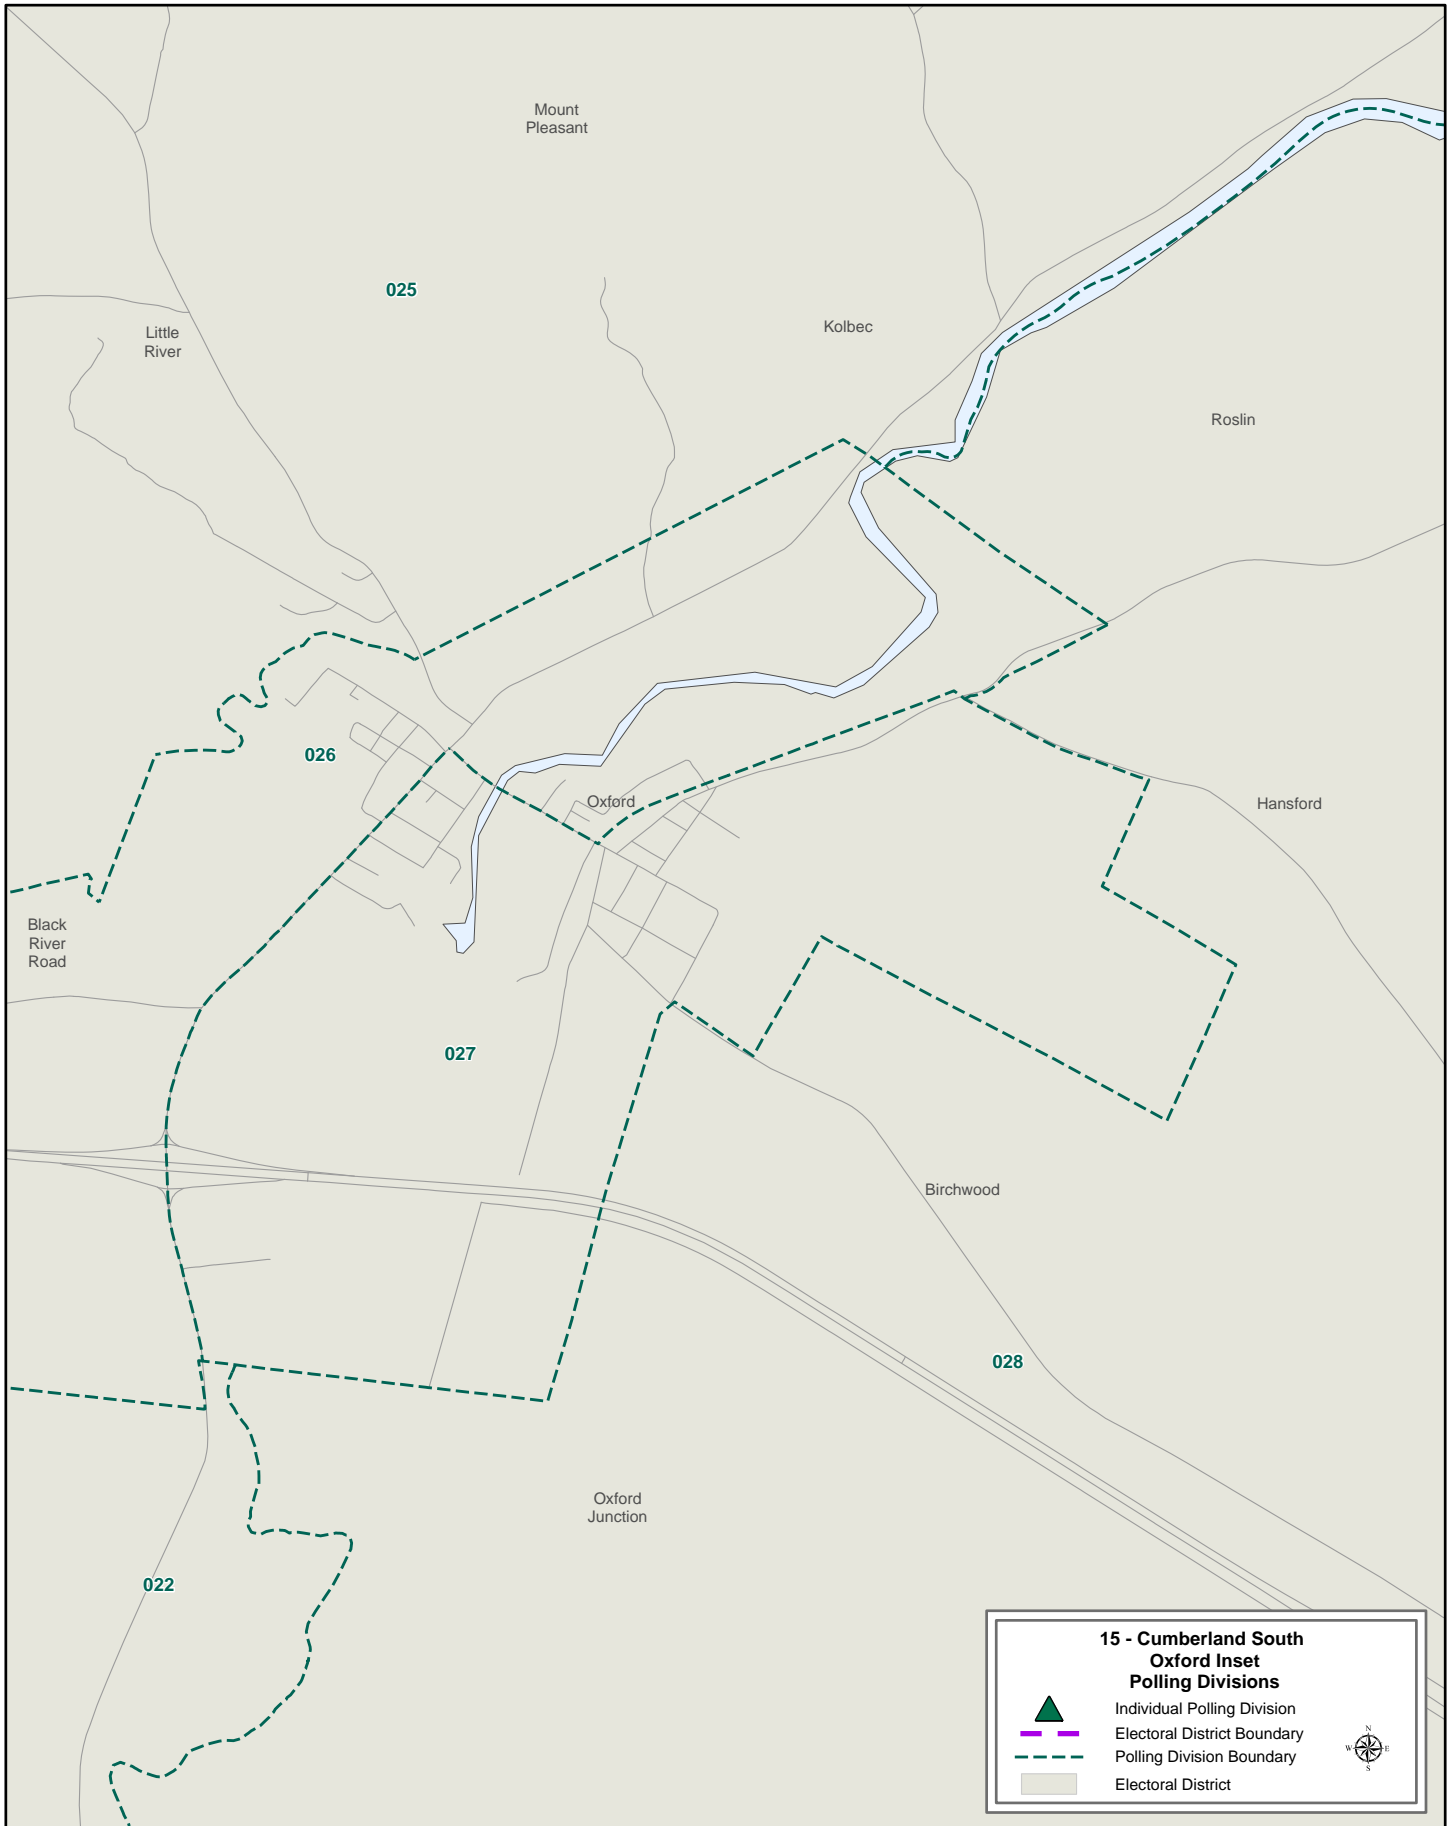 Mount
Pleasant
025
Little
River
Kolbec
Roslin
026
Oxford
Hansford
Black
River
Road
027
Birchwood
028
Oxford
Junction
022
15 - Cumberland South
Oxford Inset
Polling Divisions
Individual Polling Division
Electoral District Boundary
Polling Division Boundary
Electoral District
N
W
E
S